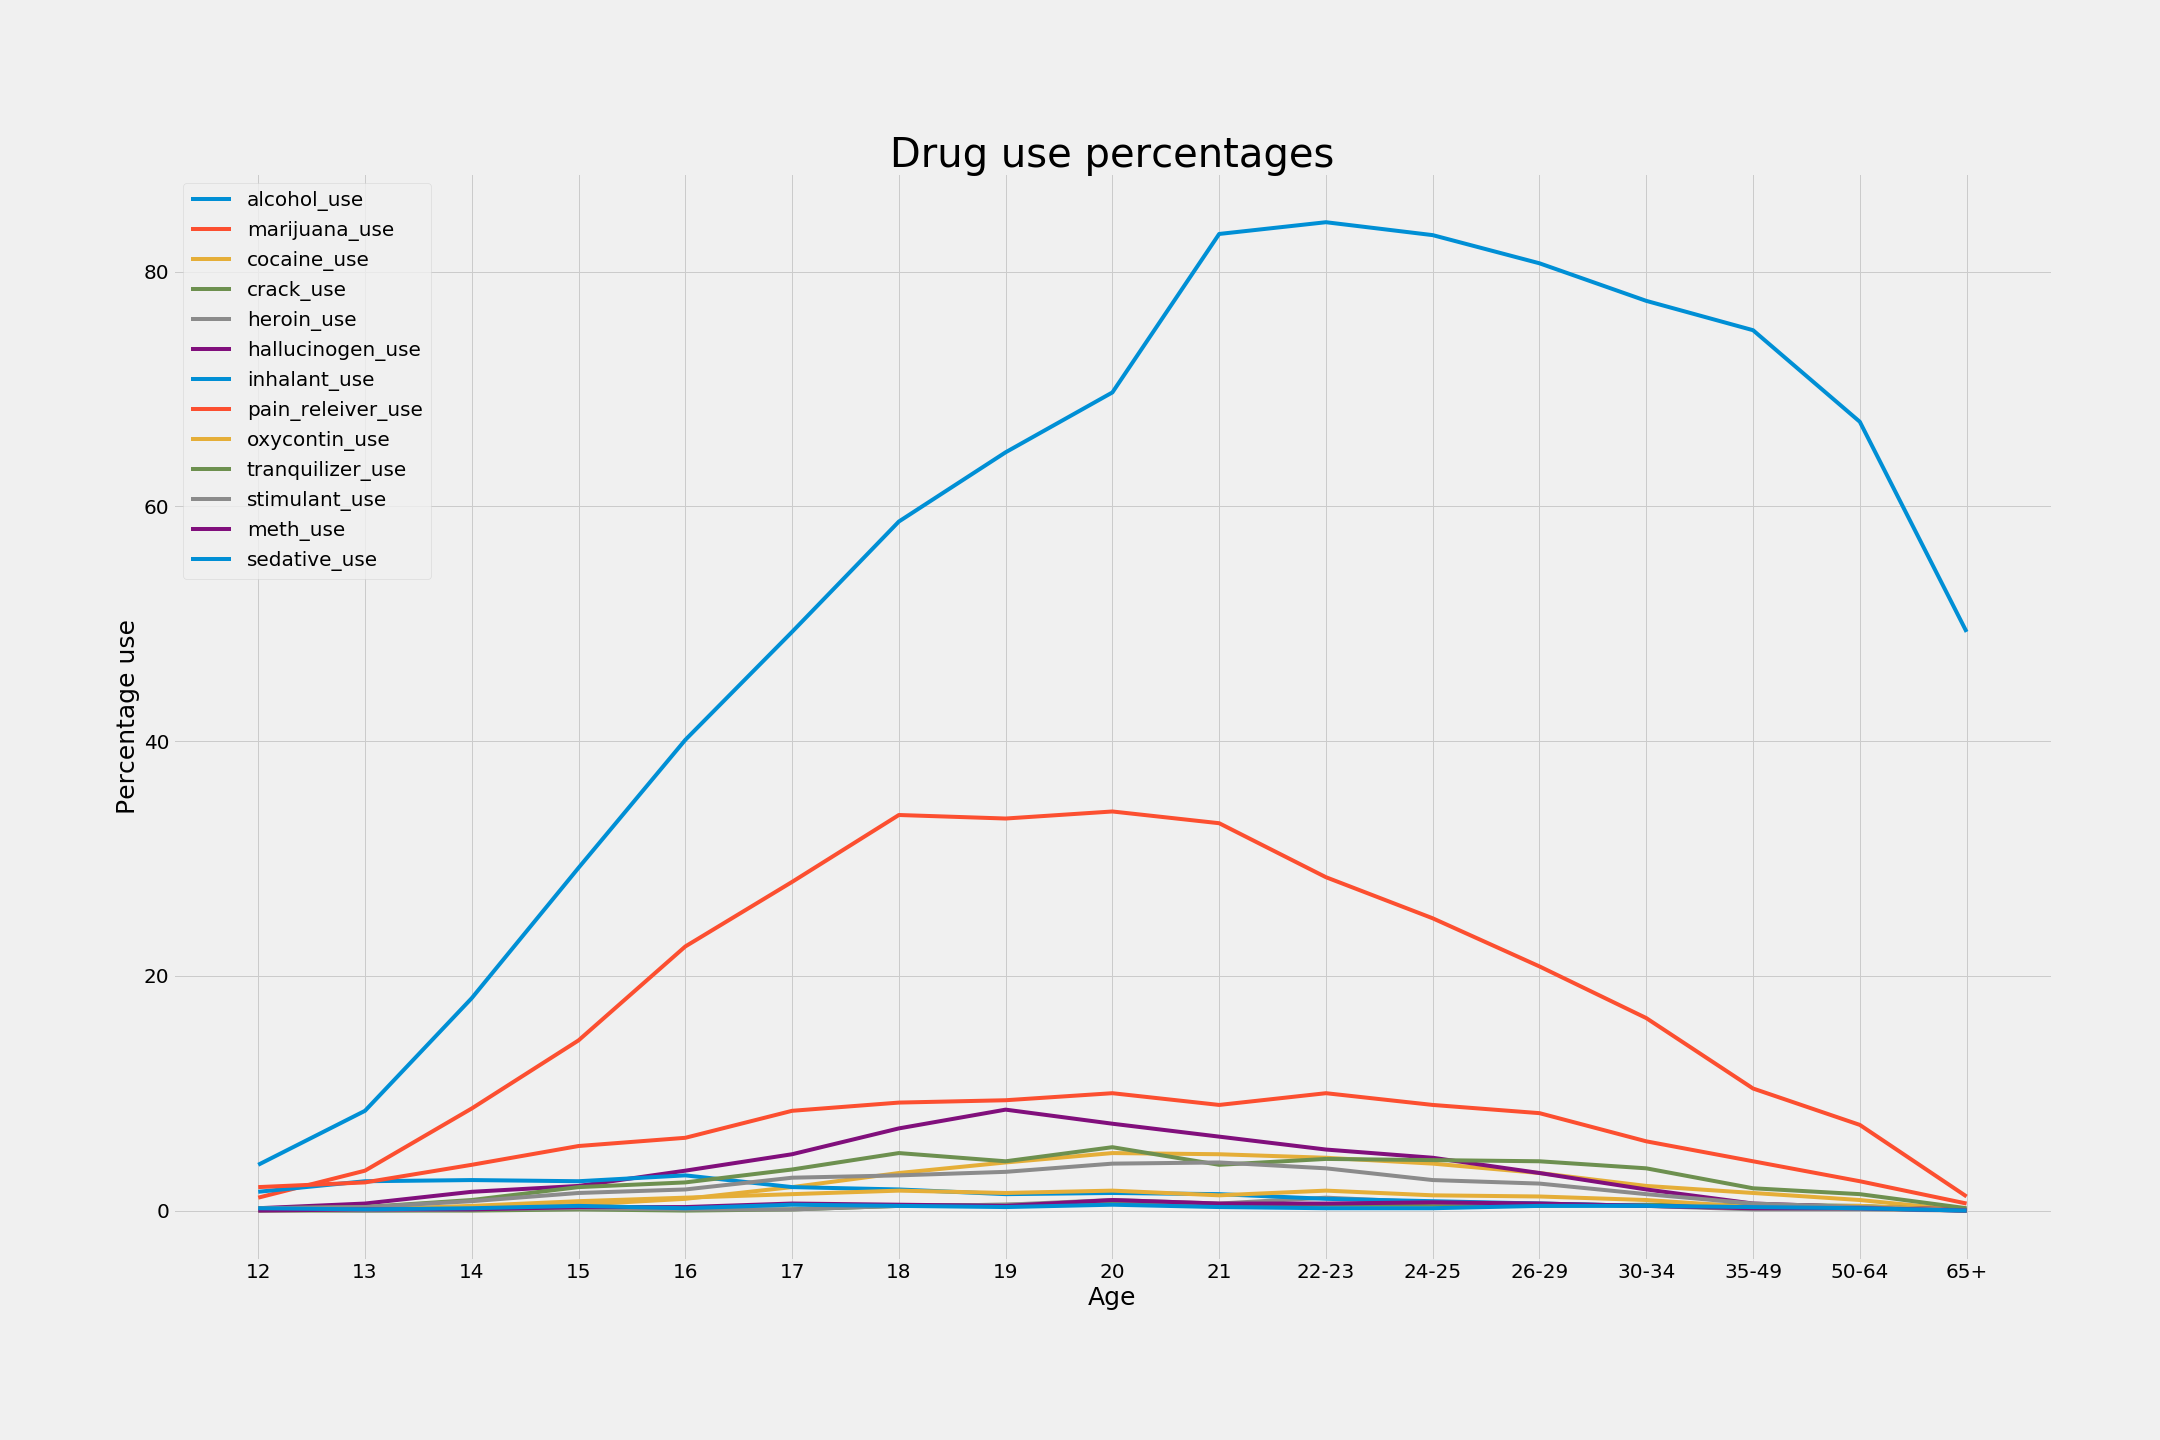 Drug use percentages
alcohol_use
marijuana_use
cocaine_use
crack_use
heroin_use
hallucinogen_use
inhalant_use
pain_releiver_use
oxycontin_use
tranquilizer_use
stimulant_use
meth_use
sedative_use
80
60
40
20
0
Percentage use
12 13 14 15 16 17 18 19 20 21 22-23 24-25 26-29 30-34 35-49 50-64 65+
Age